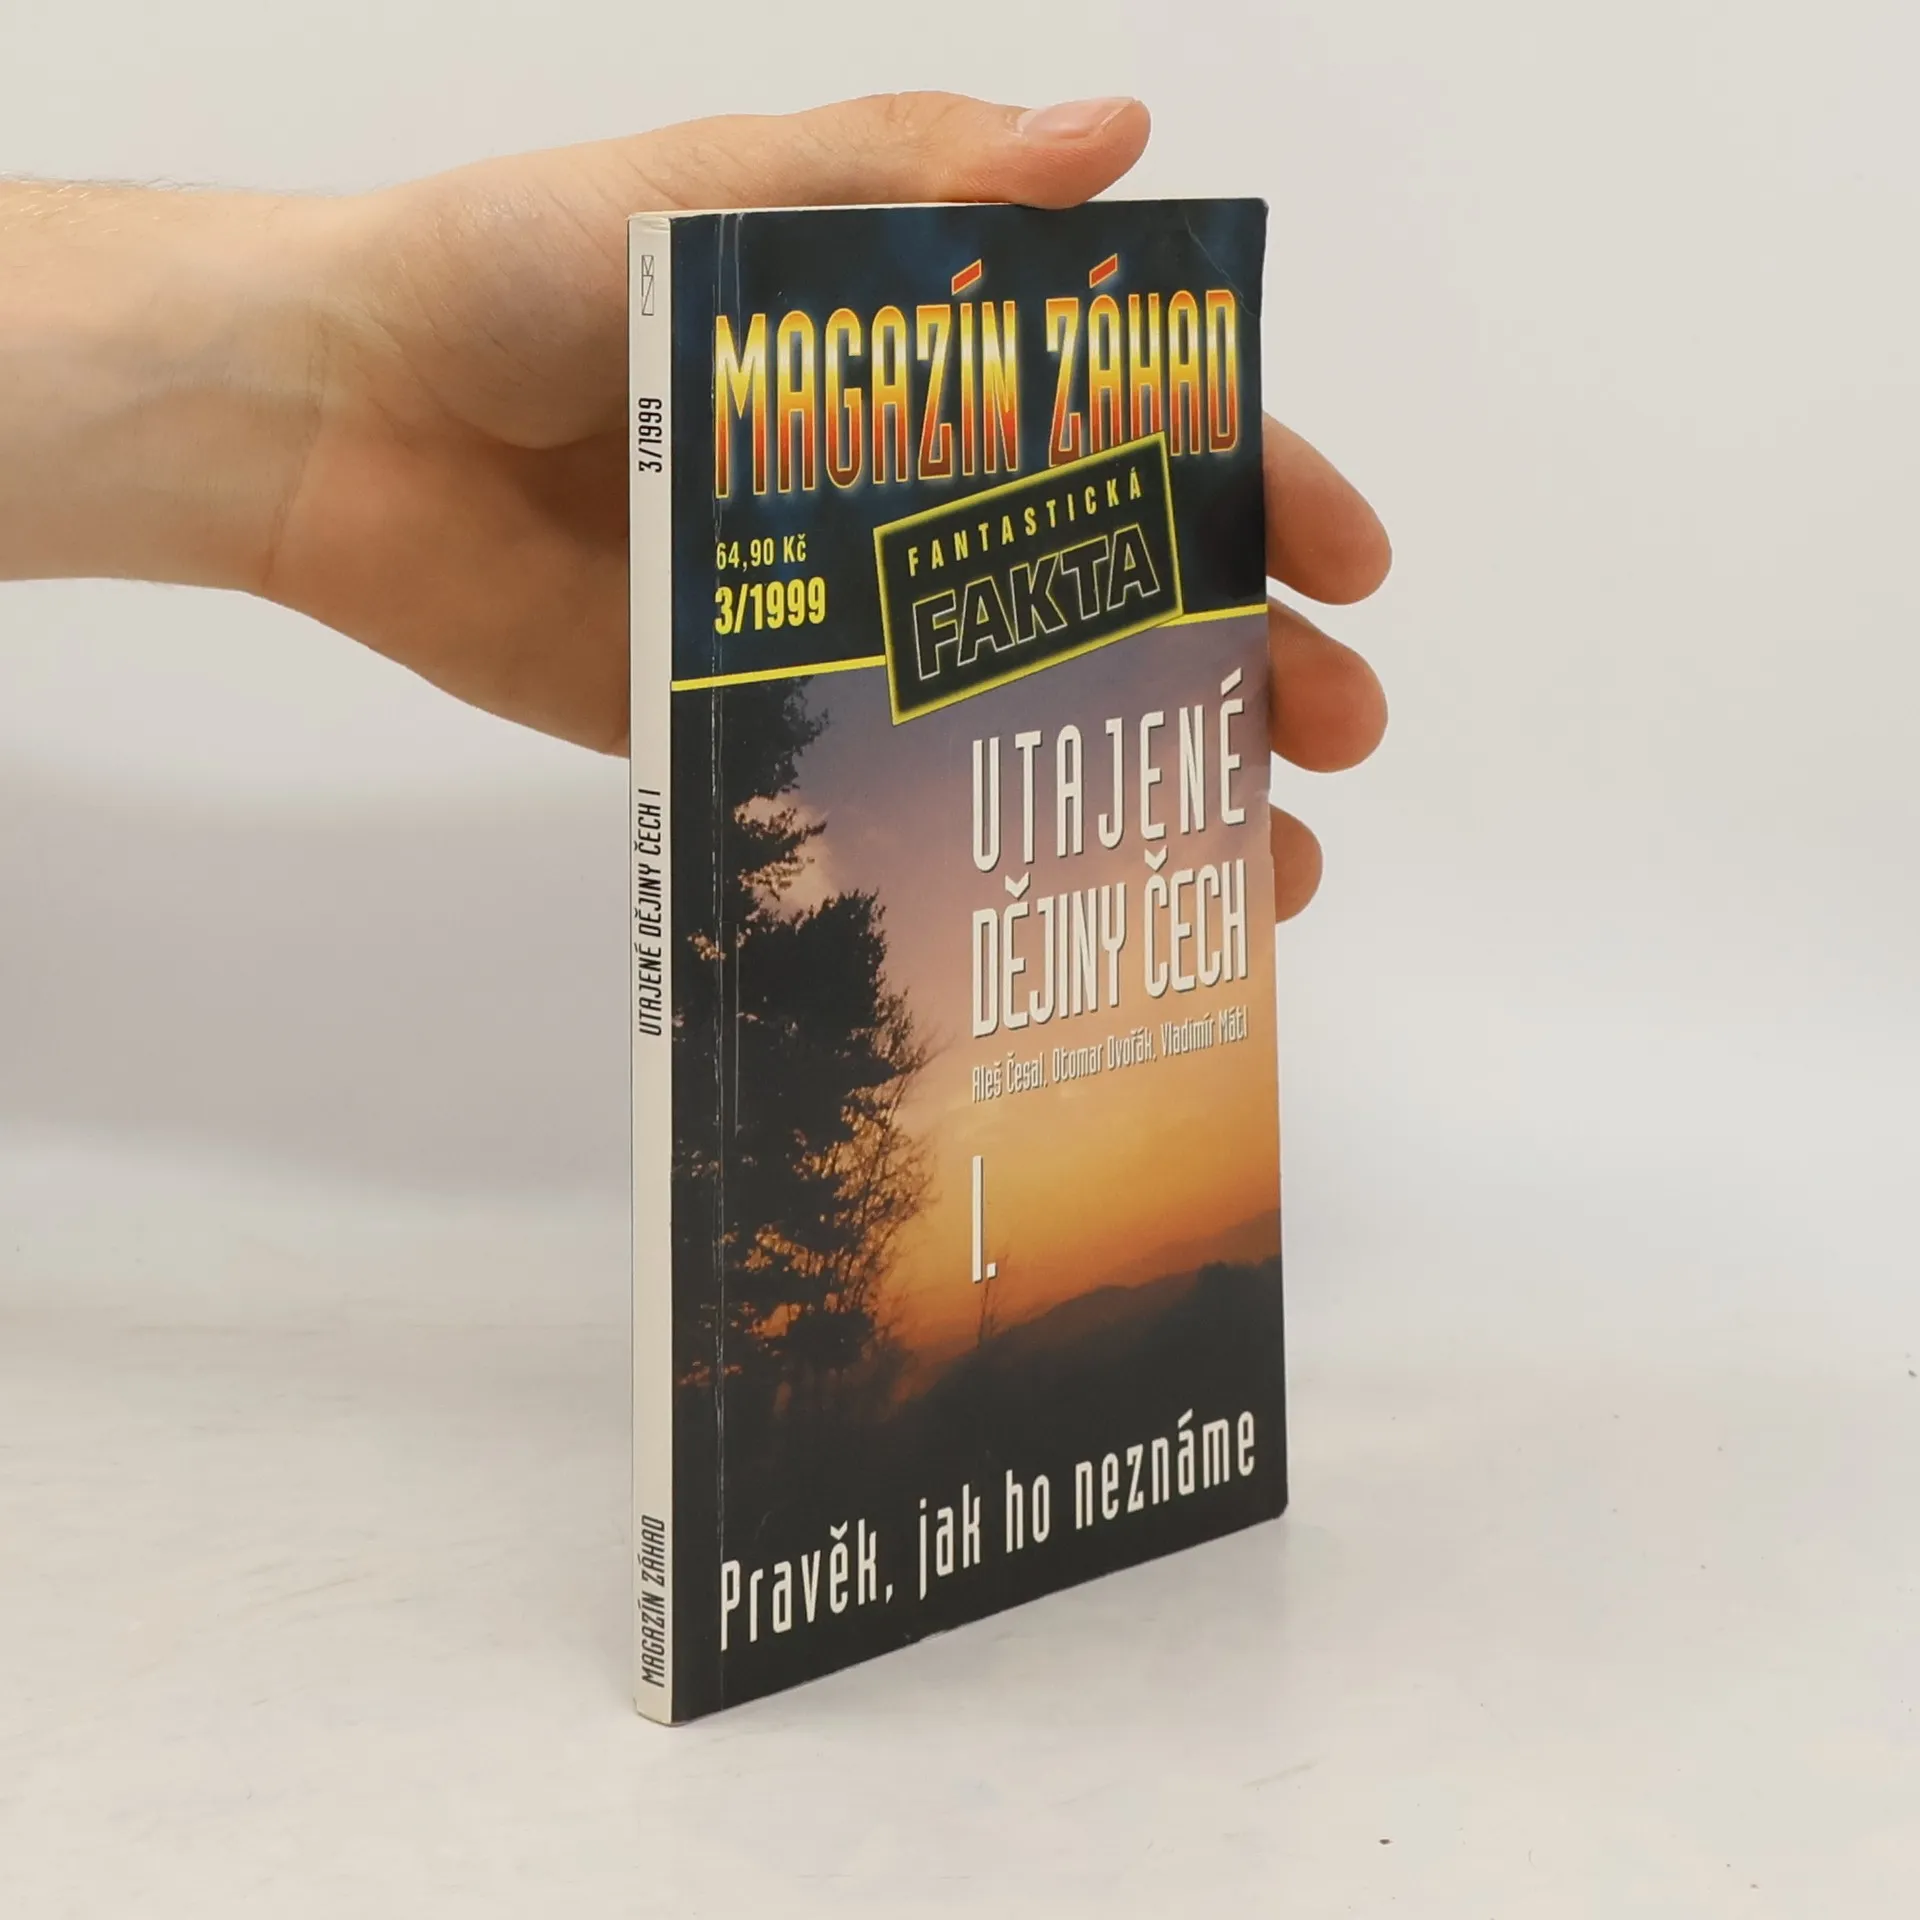 MAGAZÍN ZÁHAD
FANTASTICKÁ
FAKTA
64,90 Kč
3/1999
UTAJENÉ
DĚJINY ČECH
Aleš Česal, Otomar Dvořák, Vladimír Mátl
I.
Pravěk, jak ho neznáme
3/1999
UTAJENÉ DĚJINY ČECH I
MAGAZÍN ZÁHAD